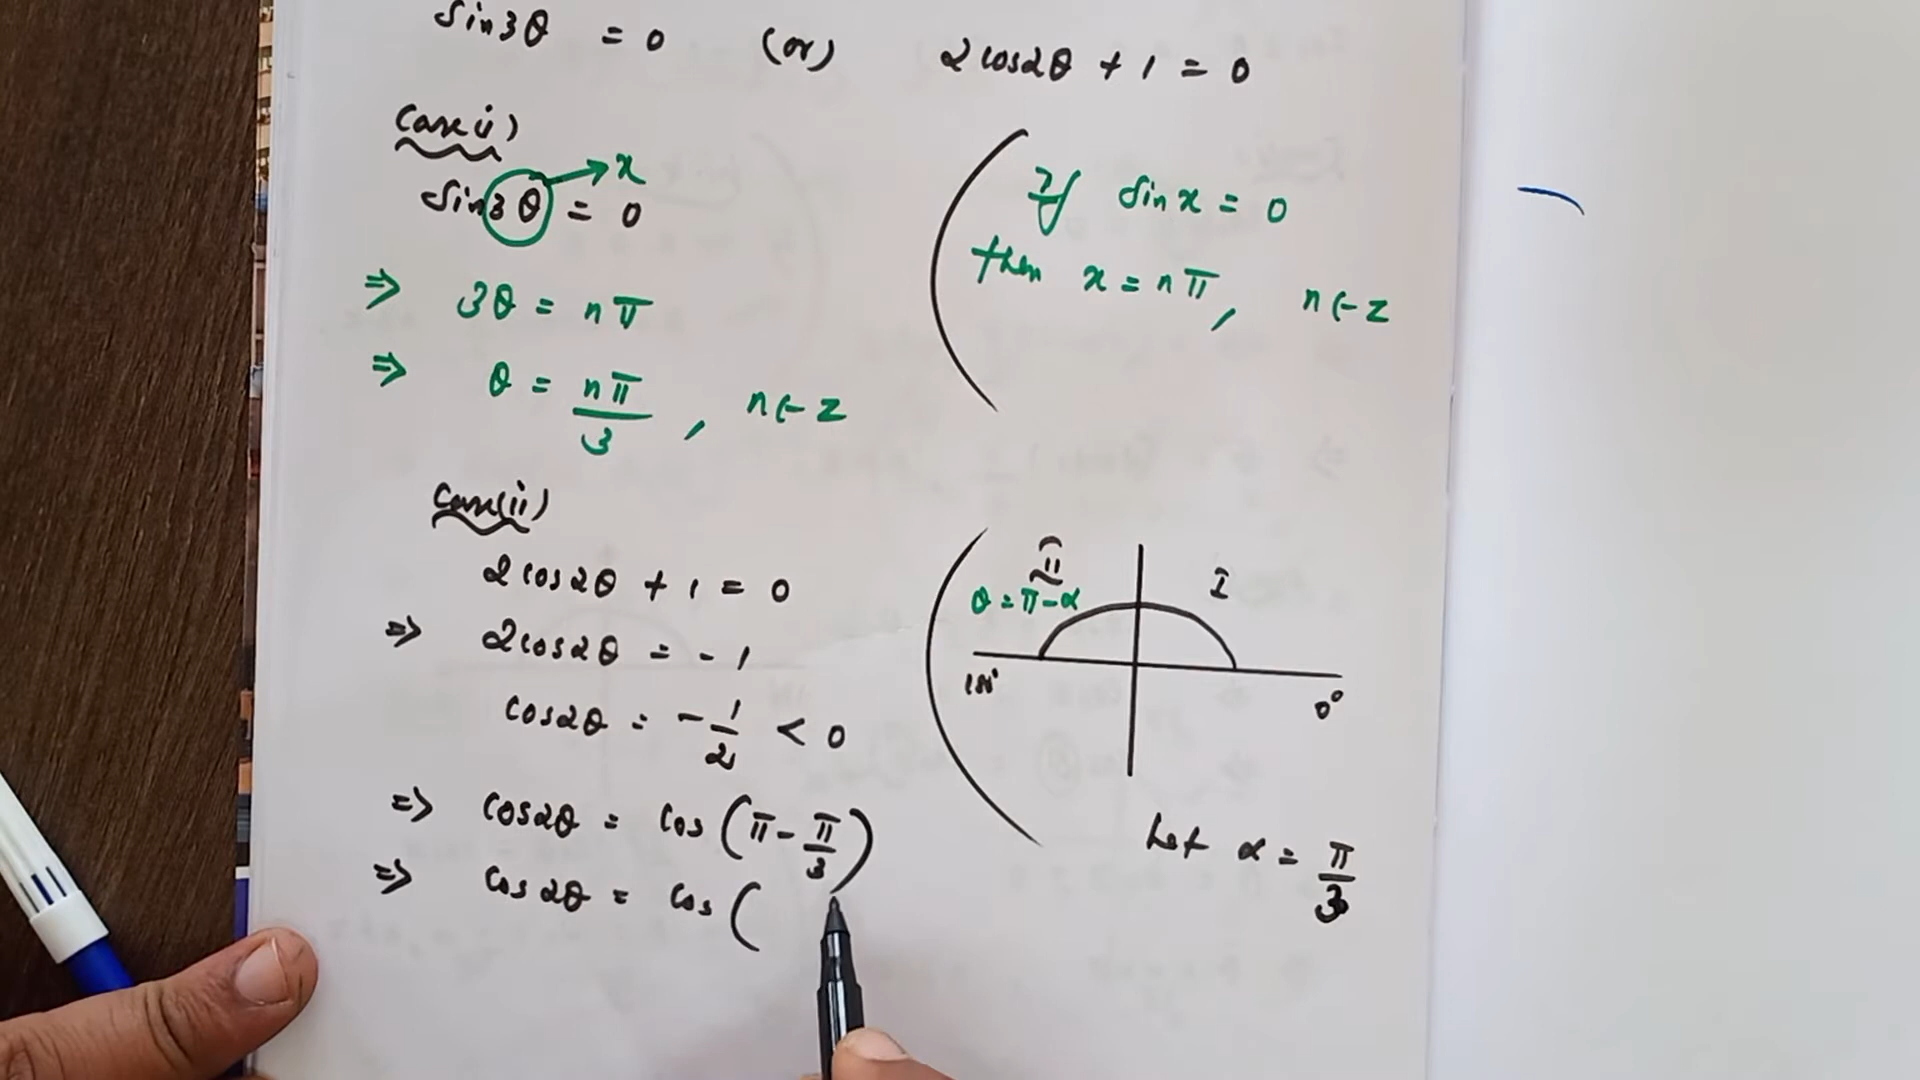 sin3θ = 0 (or) 2cos2θ + 1 = 0
Case(i)
sin3θ = 0 → x
⇒ 3θ = nπ
⇒ θ = nπ/3 , n∈Z
If sin x = 0
then x = nπ, n∈Z
Case(ii)
2cos2θ + 1 = 0
⇒ 2cos2θ = -1
cos2θ = -1/2 < 0
⇒ cos2θ = cos(π - π/3)
⇒ cos2θ = cos(
II I
θ = π-α
0°
Let α = π/3